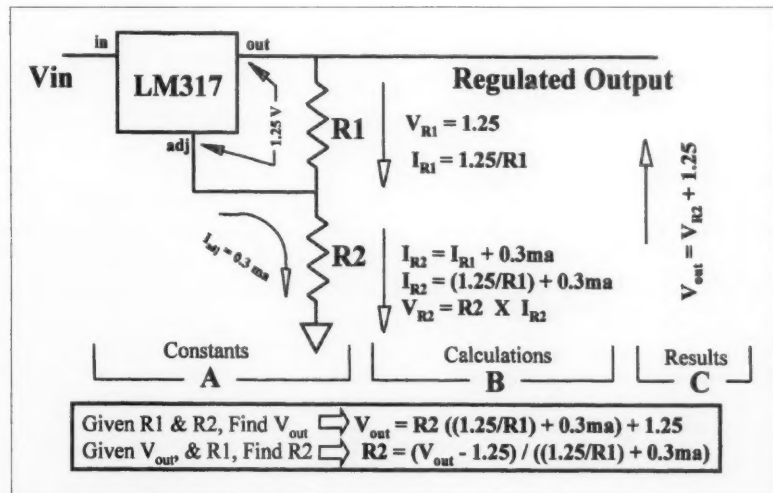 in
out
Vin
LM317
Regulated Output
adj
1.25 V
R1
V_R1 = 1.25
I_R1 = 1.25/R1
I_adj = 0.3 ma
R2
I_R2 = I_R1 + 0.3ma
I_R2 = (1.25/R1) + 0.3ma
V_R2 = R2 X I_R2
V_out = V_R2 + 1.25
Constants
A
Calculations
B
Results
C
Given R1 & R2, Find V_out ⇨ V_out = R2 ((1.25/R1) + 0.3ma) + 1.25
Given V_out, & R1, Find R2 ⇨ R2 = (V_out - 1.25) / ((1.25/R1) + 0.3ma)